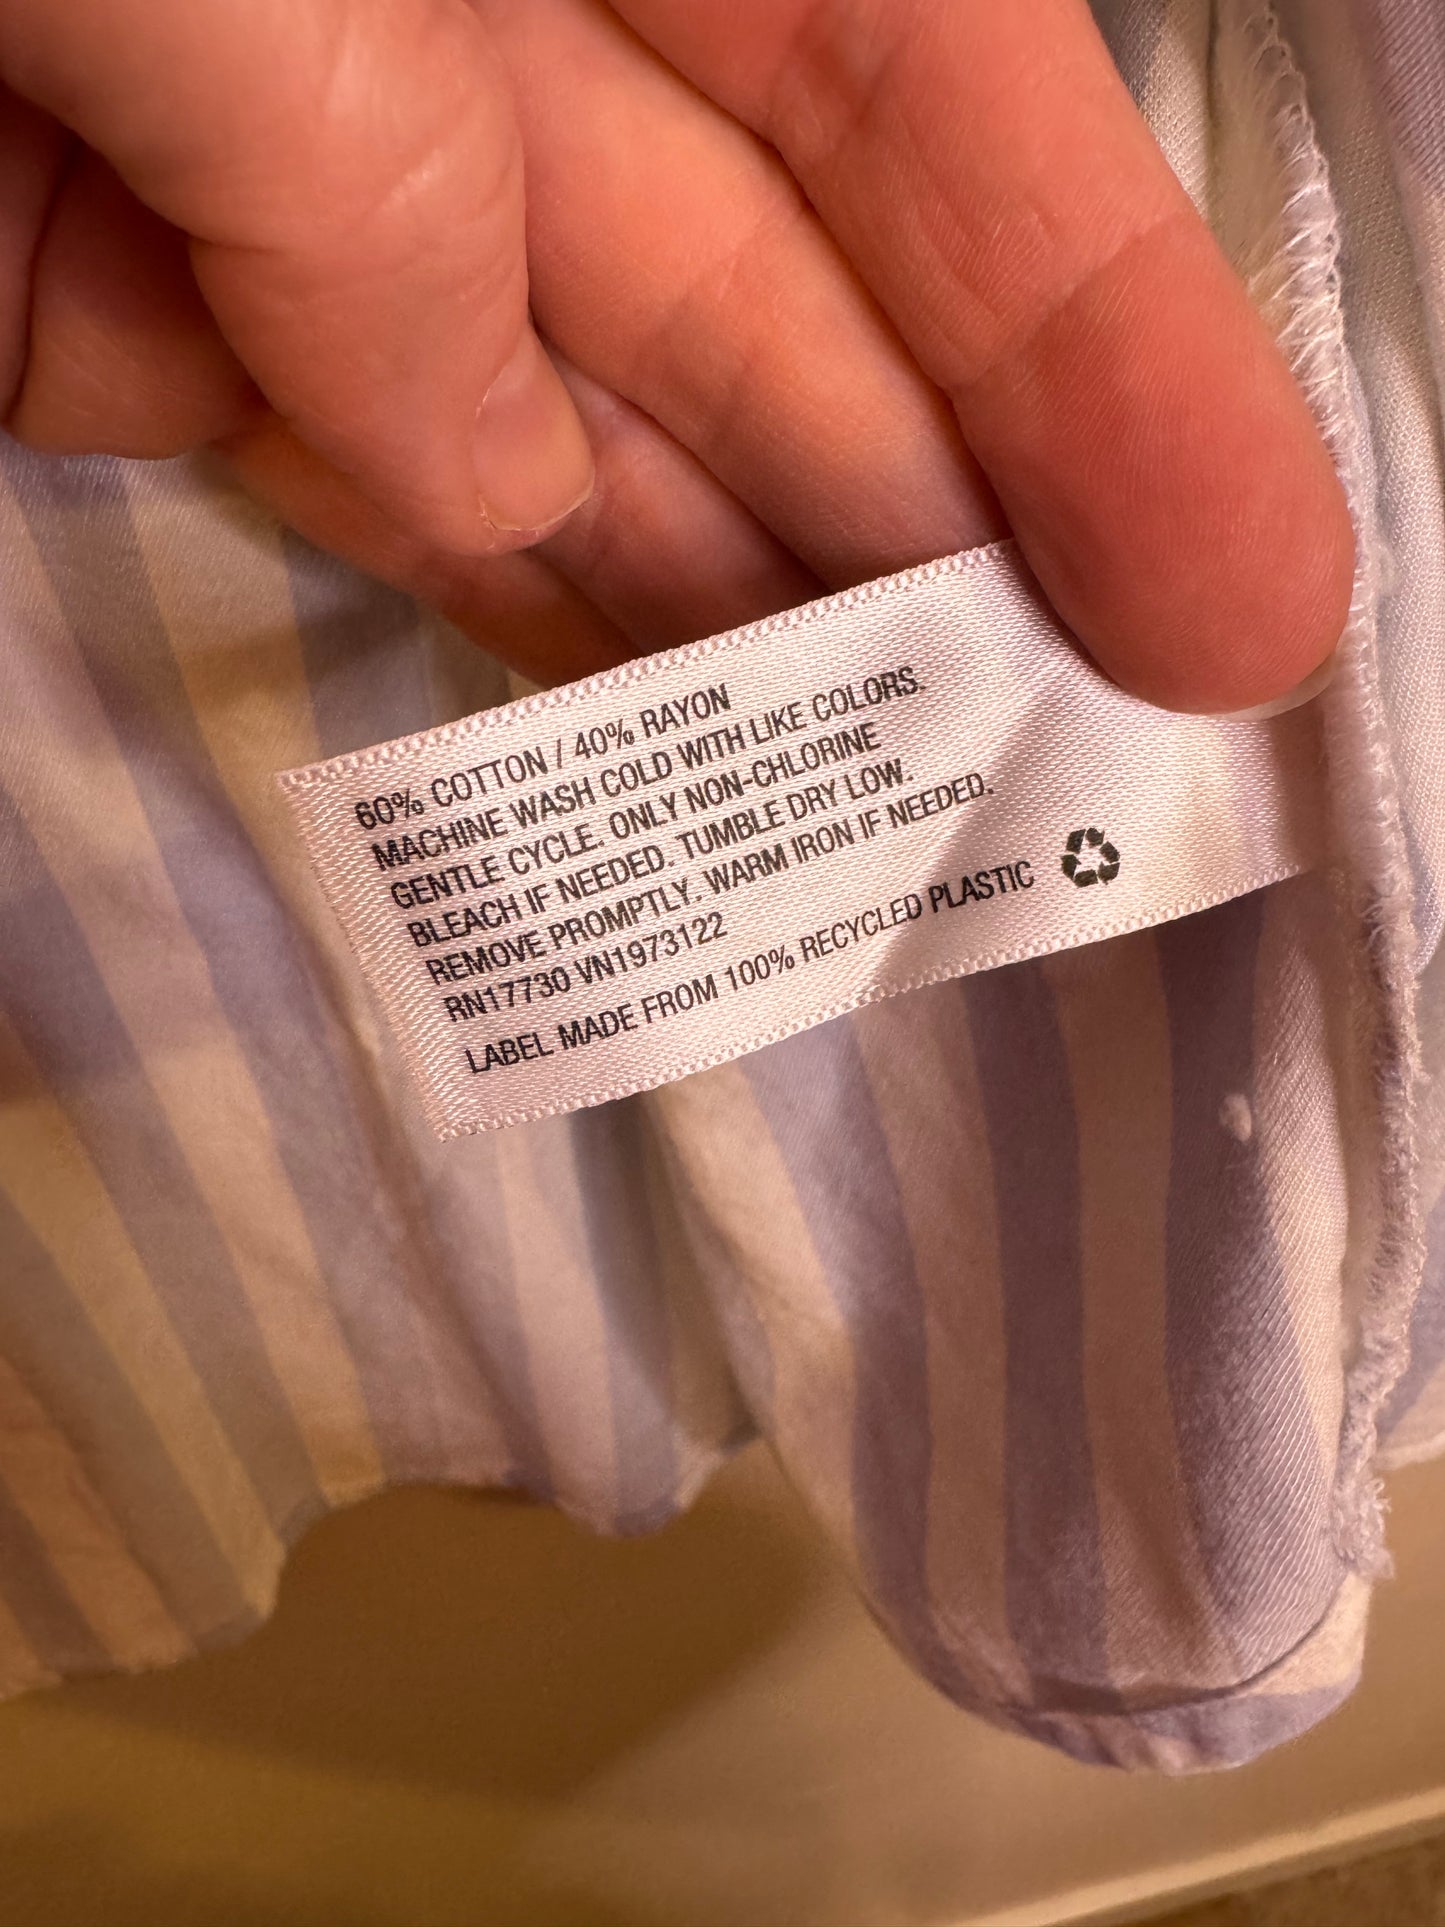 60% COTTON / 40% RAYON
MACHINE WASH COLD WITH LIKE COLORS.
GENTLE CYCLE. ONLY NON-CHLORINE
BLEACH IF NEEDED. TUMBLE DRY LOW.
REMOVE PROMPTLY. WARM IRON IF NEEDED.
RN17730 VN1973122
LABEL MADE FROM 100% RECYCLED PLASTIC